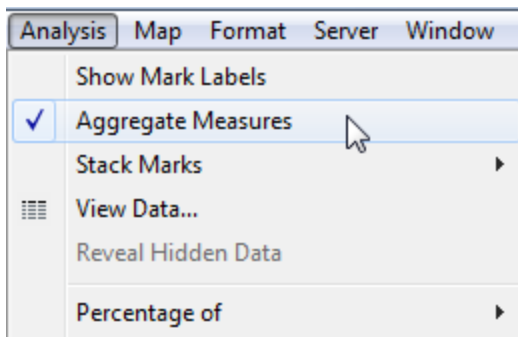 Analysis Map Format Server Window
Show Mark Labels
Aggregate Measures
Stack Marks
View Data...
Reveal Hidden Data
Percentage of